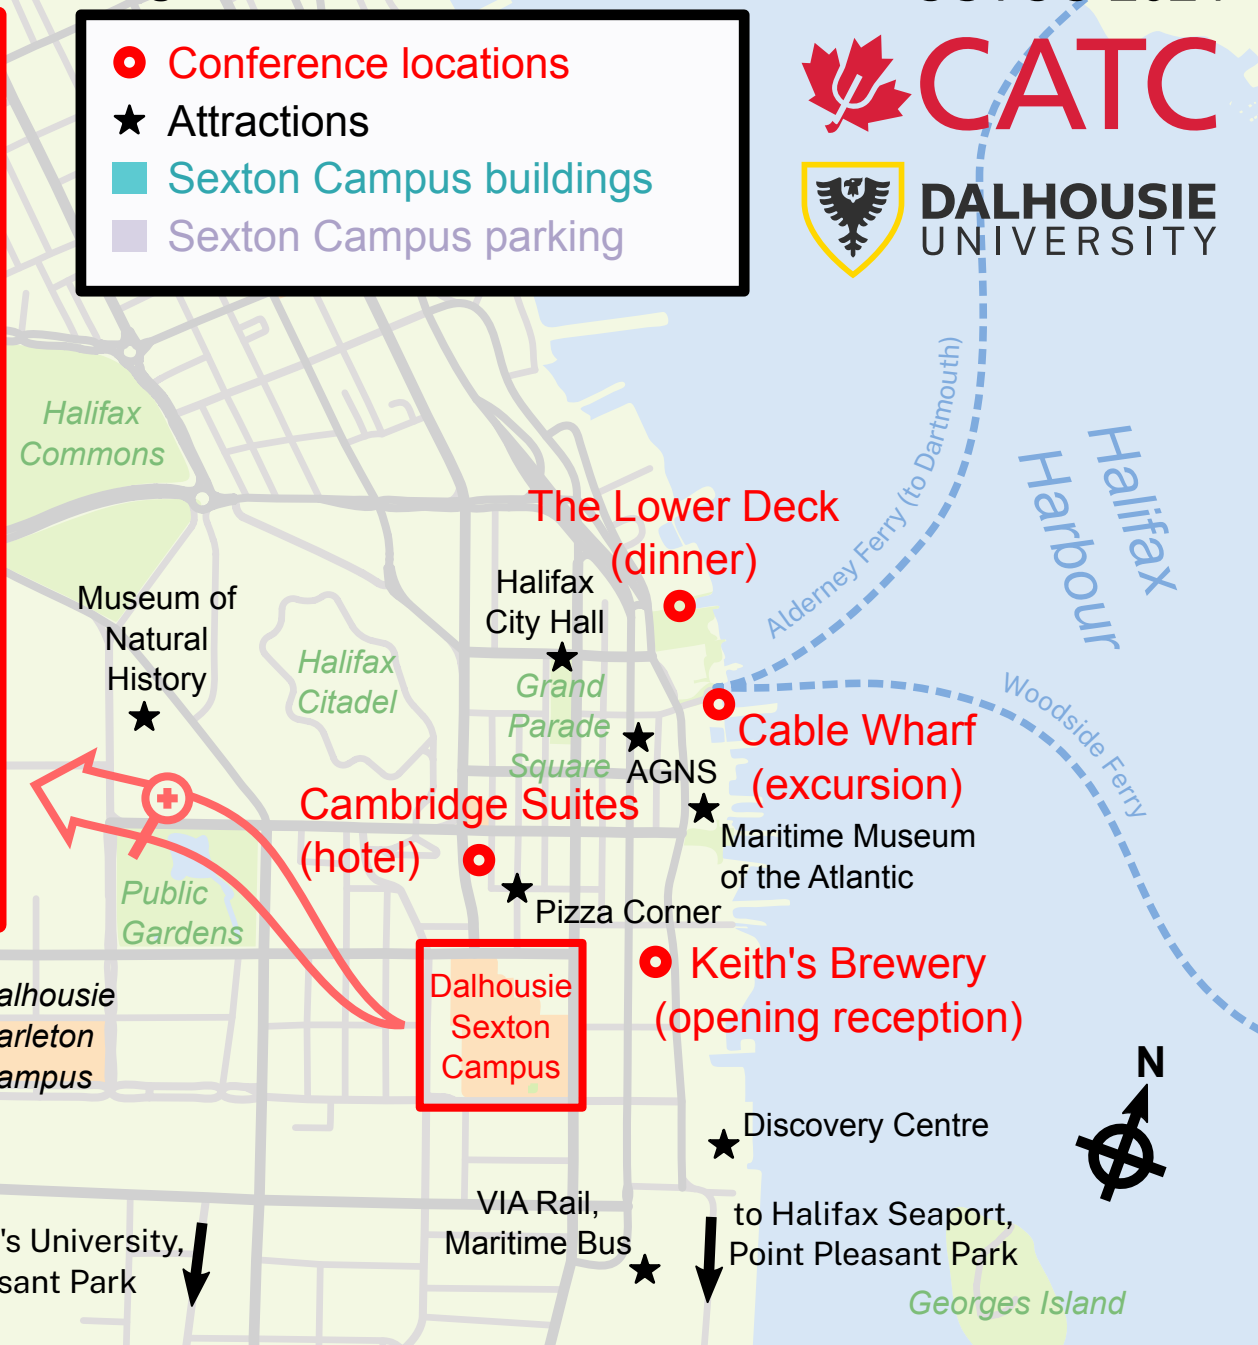 Conference locations
Attractions
Sexton Campus buildings
Sexton Campus parking
CATC
DALHOUSIE
UNIVERSITY
Halifax
Commons
The Lower Deck
(dinner)
Alderney Ferry (to Dartmouth)
Halifax
Harbour
Museum of
Natural
History
Halifax
City Hall
Halifax
Citadel
Grand
Parade
Square
Woodside Ferry
Cable Wharf
(excursion)
AGNS
Cambridge Suites
(hotel)
Maritime Museum
of the Atlantic
Public
Gardens
Pizza Corner
Keith's Brewery
(opening reception)
Dalhousie
Sexton
Campus
alhousie
arleton
ampus
N
Discovery Centre
VIA Rail,
Maritime Bus
to Halifax Seaport,
Point Pleasant Park
's University,
sant Park
Georges Island